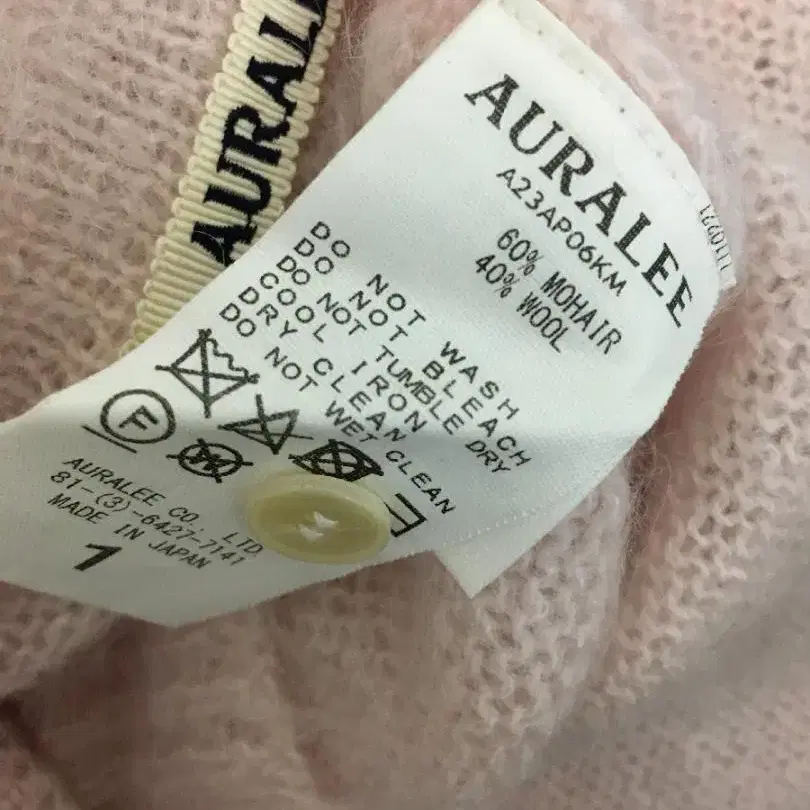 AURALEE
AURALEE
A23AP06KM
60% MOHAIR
40% WOOL
DO NOT WASH
DO NOT BLEACH
DO NOT TUMBLE DRY
COOL IRON
DRY CLEAN
DO NOT WET CLEAN
F
W
AURALEE CO., LTD.
81-(3)-6427-7141
MADE IN JAPAN
1